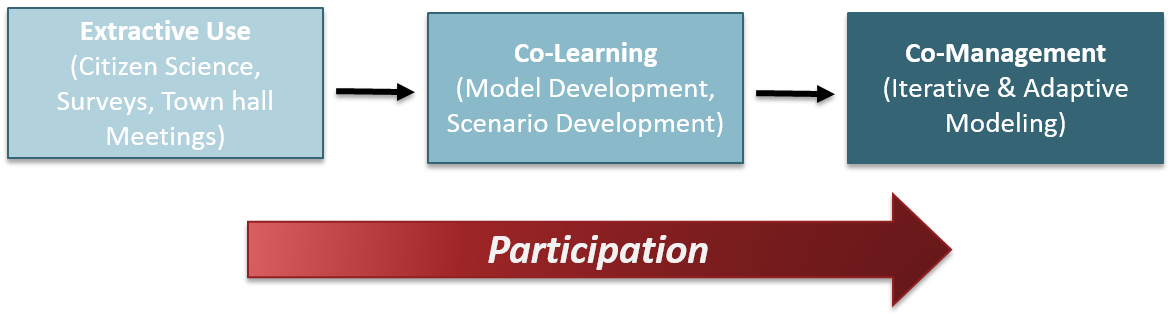 Extractive Use
(Citizen Science,
Surveys, Town hall
Meetings)
Co-Learning
(Model Development,
Scenario Development)
Co-Management
(Iterative & Adaptive
Modeling)
Participation